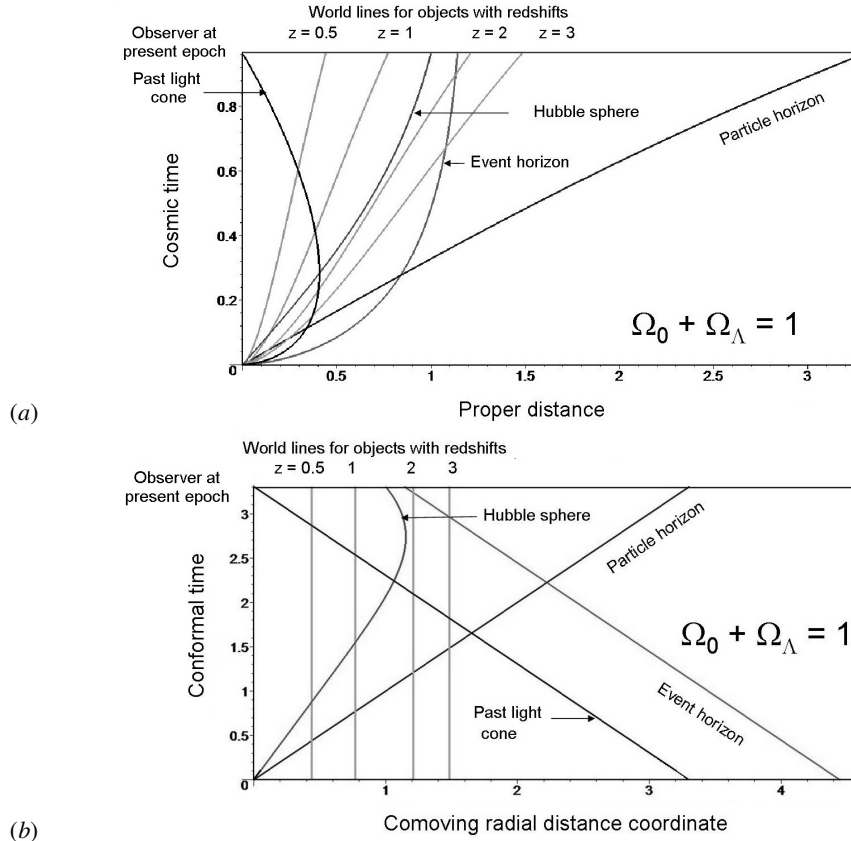 (a)
World lines for objects with redshifts
Observer at
present epoch
z = 0.5 z = 1 z = 2 z = 3
Past light
cone
Hubble sphere
Event horizon
Particle horizon
Cosmic time
0.8
0.6
0.4
0.2
0
0.5 1 1.5 2 2.5 3
Ω0 + ΩΛ = 1
Proper distance
(b)
World lines for objects with redshifts
Observer at
present epoch
z = 0.5 1 2 3
Hubble sphere
Particle horizon
Event horizon
Past light
cone
Conformal time
3
2.5
2
1.5
1
0.5
0
1 2 3 4
Ω0 + ΩΛ = 1
Comoving radial distance coordinate